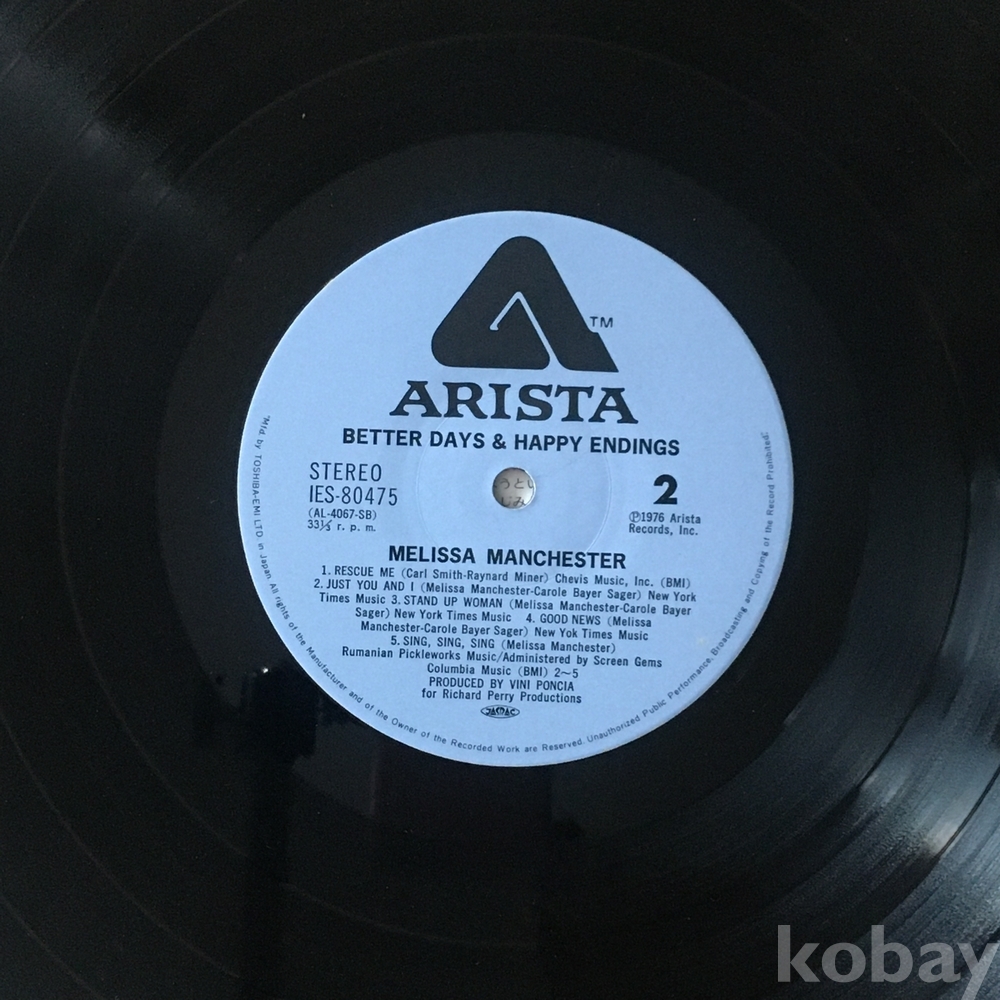 TM
ARISTA
BETTER DAYS & HAPPY ENDINGS
STEREO
IES-80475
(AL-4067-SB)
33⅓ r. p. m.
2
Ⓟ1976 Arista
Records, Inc.
MELISSA MANCHESTER
1. RESCUE ME (Carl Smith-Raynard Miner) Chevis Music, Inc. (BMI)
2. JUST YOU AND I (Melissa Manchester-Carole Bayer Sager) New York
Times Music 3. STAND UP WOMAN (Melissa Manchester-Carole Bayer
Sager) New York Times Music 4. GOOD NEWS (Melissa
Manchester-Carole Bayer Sager) New Yok Times Music
5. SING, SING, SING (Melissa Manchester)
Rumanian Pickleworks Music/Administered by Screen Gems
Columbia Music (BMI) 2〜5
PRODUCED BY VINI PONCIA
for Richard Perry Productions
JASRAC
Mfd by TOSHIBA-EMI LTD. in Japan. All rights of the Manufacturer and of the Owner of the Recorded Work are Reserved. Unauthorized Public Performance, Broadcasting and Copying of the Record Prohibited.
kobay